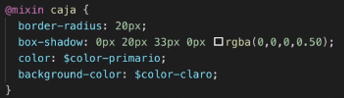 @mixin caja {
border-radius: 20px;
box-shadow: 0px 20px 33px 0px rgba(0,0,0,0.50);
color: $color-primario;
background-color: $color-claro;
}